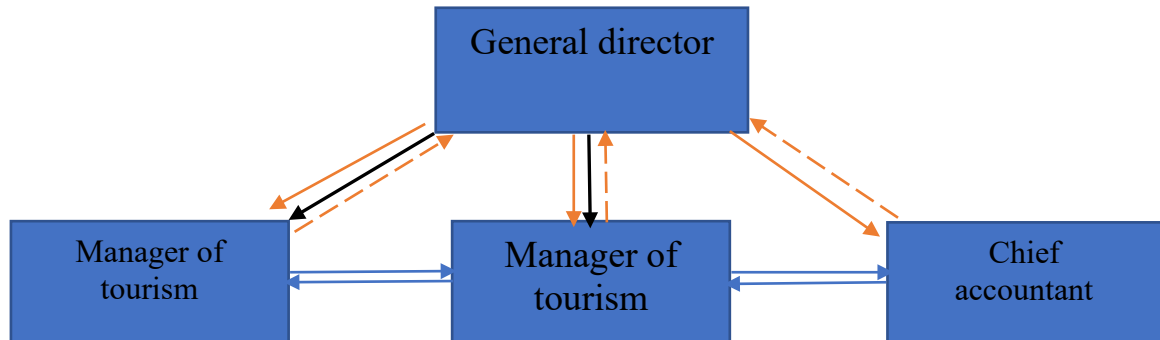 General director
Manager of
tourism
Manager of
tourism
Chief
accountant